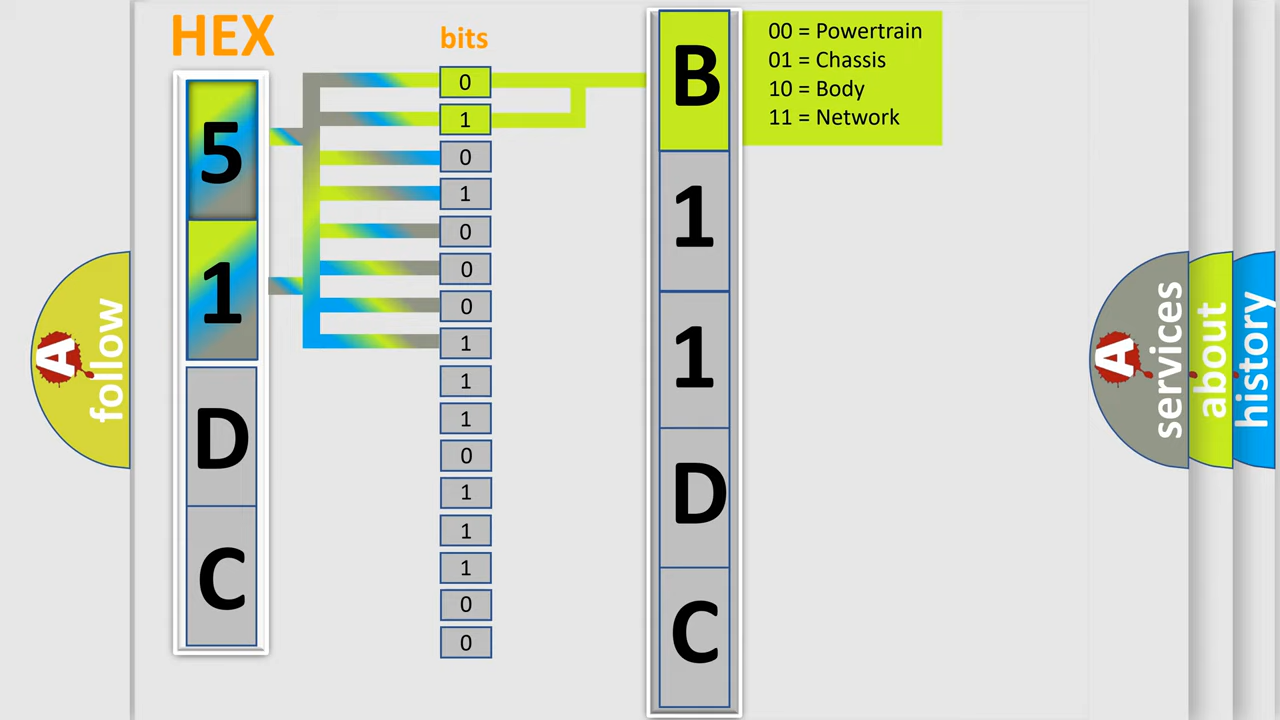 HEX
bits
5
1
D
C
0
1
0
1
0
0
0
1
1
1
0
1
1
1
0
0
B
1
1
D
C
00 = Powertrain
01 = Chassis
10 = Body
11 = Network
A
follow
A
services
about
history